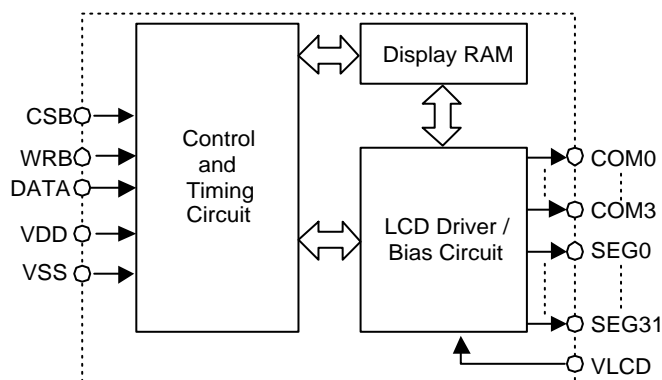 Display RAM
CSB
WRB
DATA
VDD
VSS
Control
and
Timing
Circuit
LCD Driver /
Bias Circuit
COM0
COM3
SEG0
SEG31
VLCD